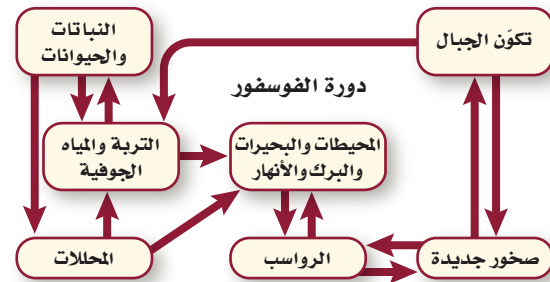 تكوّن الجبال
النباتات
والحيوانات
دورة الفوسفور
المحيطات والبحيرات
والبرك والأنهار
التربة والمياه
الجوفية
صخور جديدة
الرواسب
المحللات